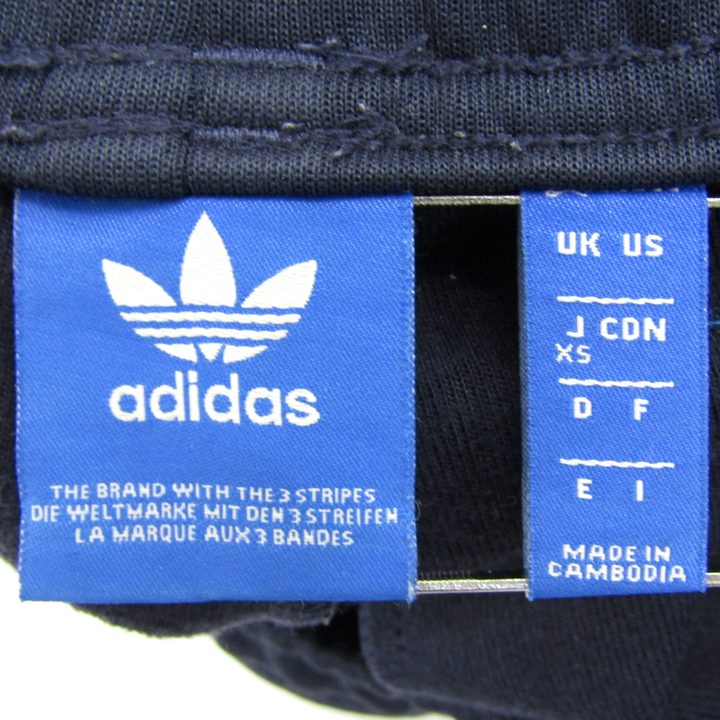 adidas
THE BRAND WITH THE 3 STRIPES
DIE WELTMARKE MIT DEN 3 STREIFEN
LA MARQUE AUX 3 BANDES
UK US
J CDN
XS
D F
E I
MADE IN
CAMBODIA